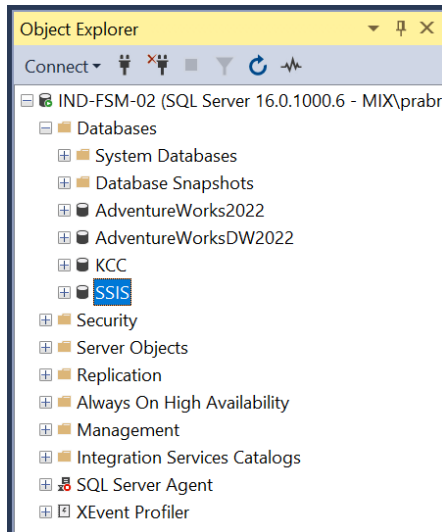 Object Explorer
Connect
IND-FSM-02 (SQL Server 16.0.1000.6 - MIX\prabr
Databases
System Databases
Database Snapshots
AdventureWorks2022
AdventureWorksDW2022
KCC
SSIS
Security
Server Objects
Replication
Always On High Availability
Management
Integration Services Catalogs
SQL Server Agent
XEvent Profiler